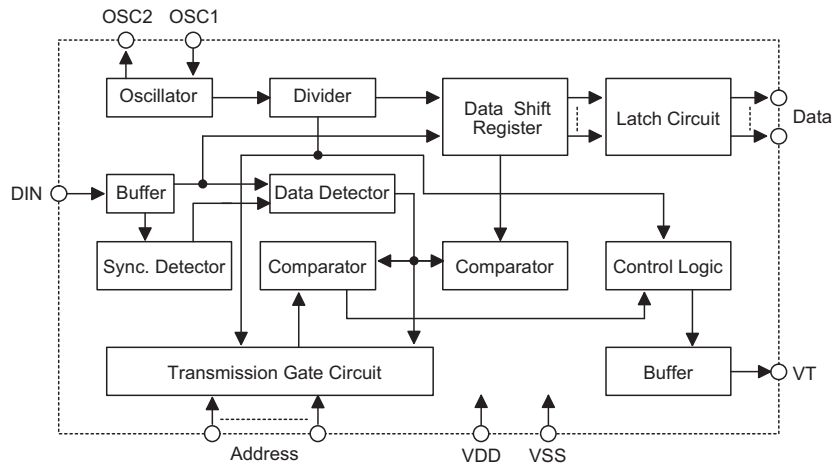 OSC2 OSC1
Oscillator
Divider
Data Shift
Register
Latch Circuit
Data
DIN
Buffer
Data Detector
Sync. Detector
Comparator
Comparator
Control Logic
Transmission Gate Circuit
Buffer
VT
Address
VDD
VSS